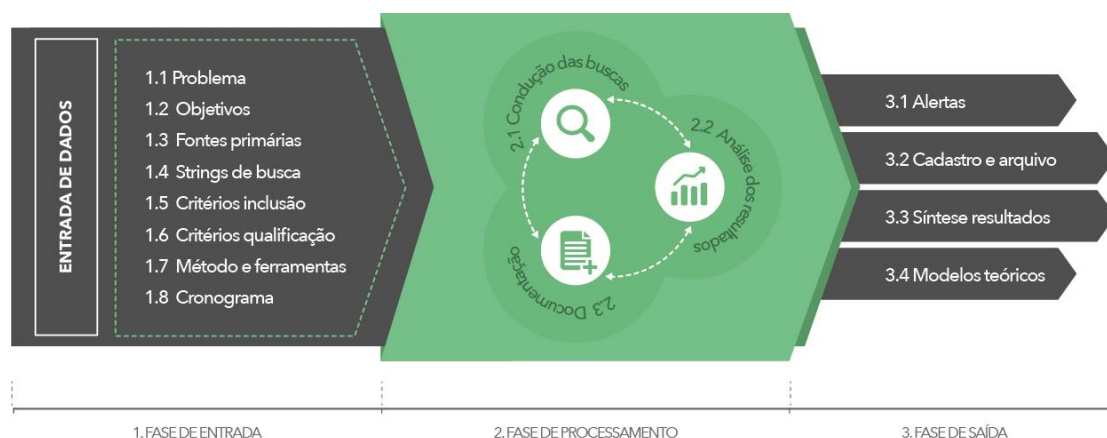 ENTRADA DE DADOS
1.1 Problema
1.2 Objetivos
1.3 Fontes primárias
1.4 Strings de busca
1.5 Critérios inclusão
1.6 Critérios qualificação
1.7 Método e ferramentas
1.8 Cronograma
2.1 Condução das buscas
2.2 Análise dos resultados
2.3 Documentação
3.1 Alertas
3.2 Cadastro e arquivo
3.3 Síntese resultados
3.4 Modelos teóricos
1. FASE DE ENTRADA
2. FASE DE PROCESSAMENTO
3. FASE DE SAÍDA